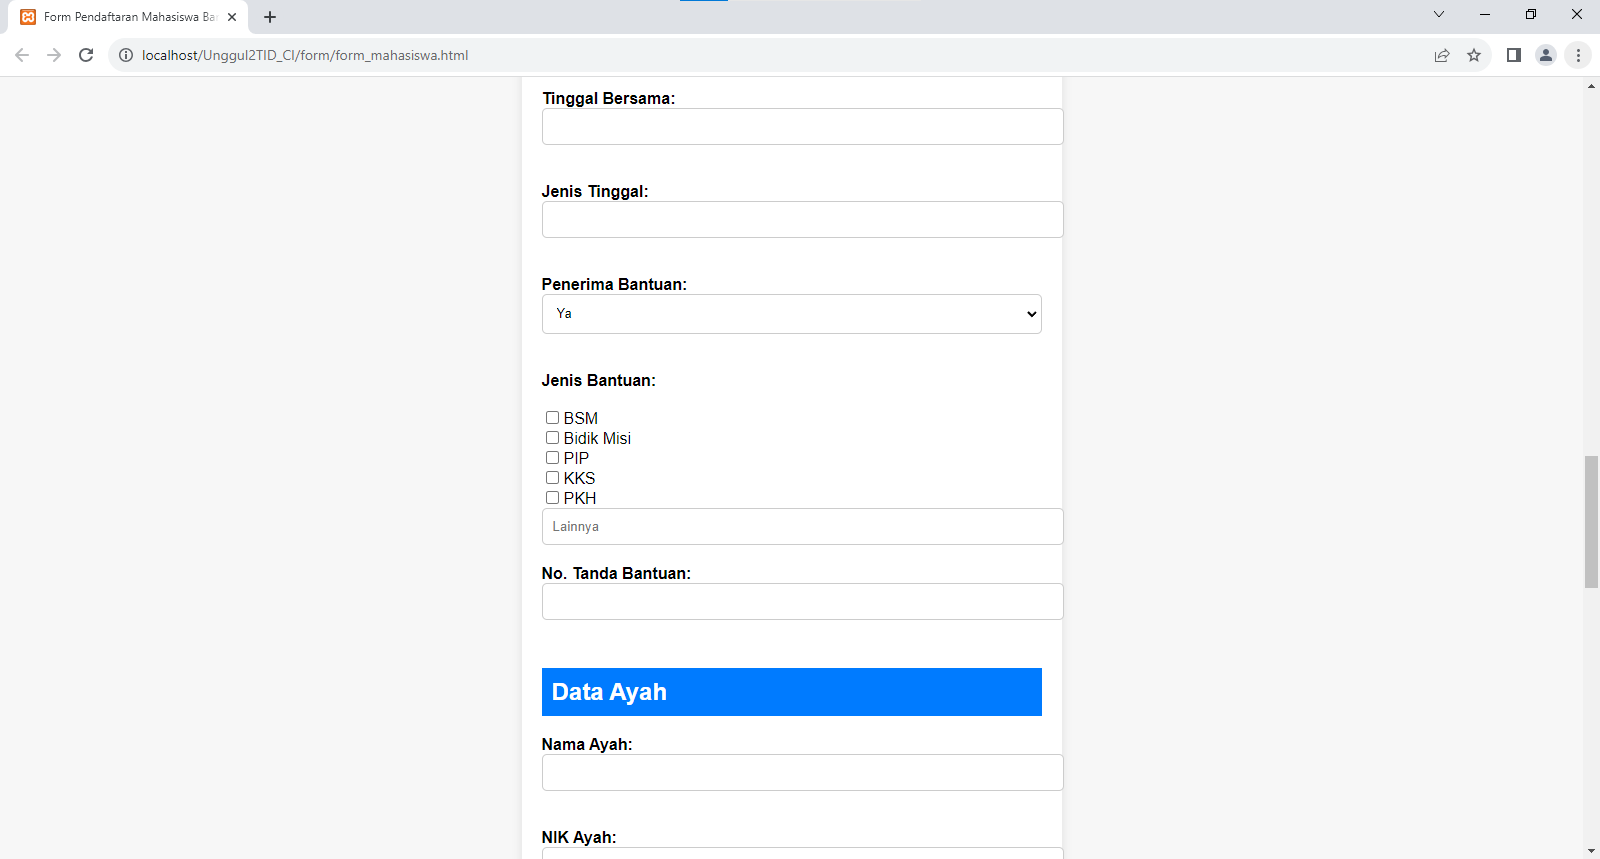 Form Pendaftaran Mahasiswa Ba
localhost/Unggul2TID_CI/form/form_mahasiswa.html
Tinggal Bersama:
Jenis Tinggal:
Penerima Bantuan:
Ya
Jenis Bantuan:
BSM
Bidik Misi
PIP
KKS
PKH
Lainnya
No. Tanda Bantuan:
Data Ayah
Nama Ayah:
NIK Ayah: